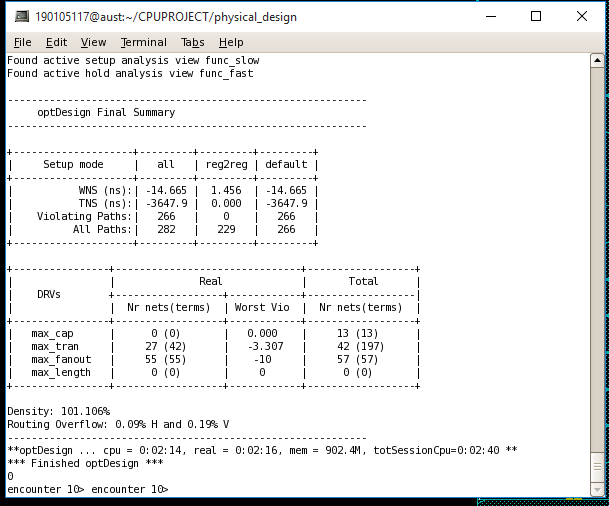 190105117@aust:~/CPUPROJECT/physical_design
File Edit View Terminal Tabs Help
Found active setup analysis view func_slow
Found active hold analysis view func_fast
------------------------------------------------------------
     optDesign Final Summary
------------------------------------------------------------
+--------------------+---------+---------+---------+
|     Setup mode     |   all   | reg2reg | default |
+--------------------+---------+---------+---------+
|           WNS (ns):| -14.665 |  1.456  | -14.665 |
|           TNS (ns):| -3647.9 |  0.000  | -3647.9 |
|    Violating Paths:|   266   |    0    |   266   |
|          All Paths:|   282   |   229   |   266   |
+--------------------+---------+---------+---------+
+----------------+-------------------------------+------------------+
|                |              Real             |       Total      |
|    DRVs        +------------------+------------+------------------|
|                |  Nr nets(terms)  | Worst Vio  |  Nr nets(terms)  |
+----------------+------------------+------------+------------------+
|   max_cap      |      0 (0)       |   0.000    |     13 (13)      |
|   max_tran     |     27 (42)      |   -3.307   |     42 (197)     |
|   max_fanout   |     55 (55)      |    -10     |     57 (57)      |
|   max_length   |      0 (0)       |     0      |      0 (0)       |
+----------------+------------------+------------+------------------+
Density: 101.106%
Routing Overflow: 0.09% H and 0.19% V
------------------------------------------------------------
**optDesign ... cpu = 0:02:14, real = 0:02:16, mem = 902.4M, totSessionCpu=0:02:40 **
*** Finished optDesign ***
0
encounter 10> encounter 10>